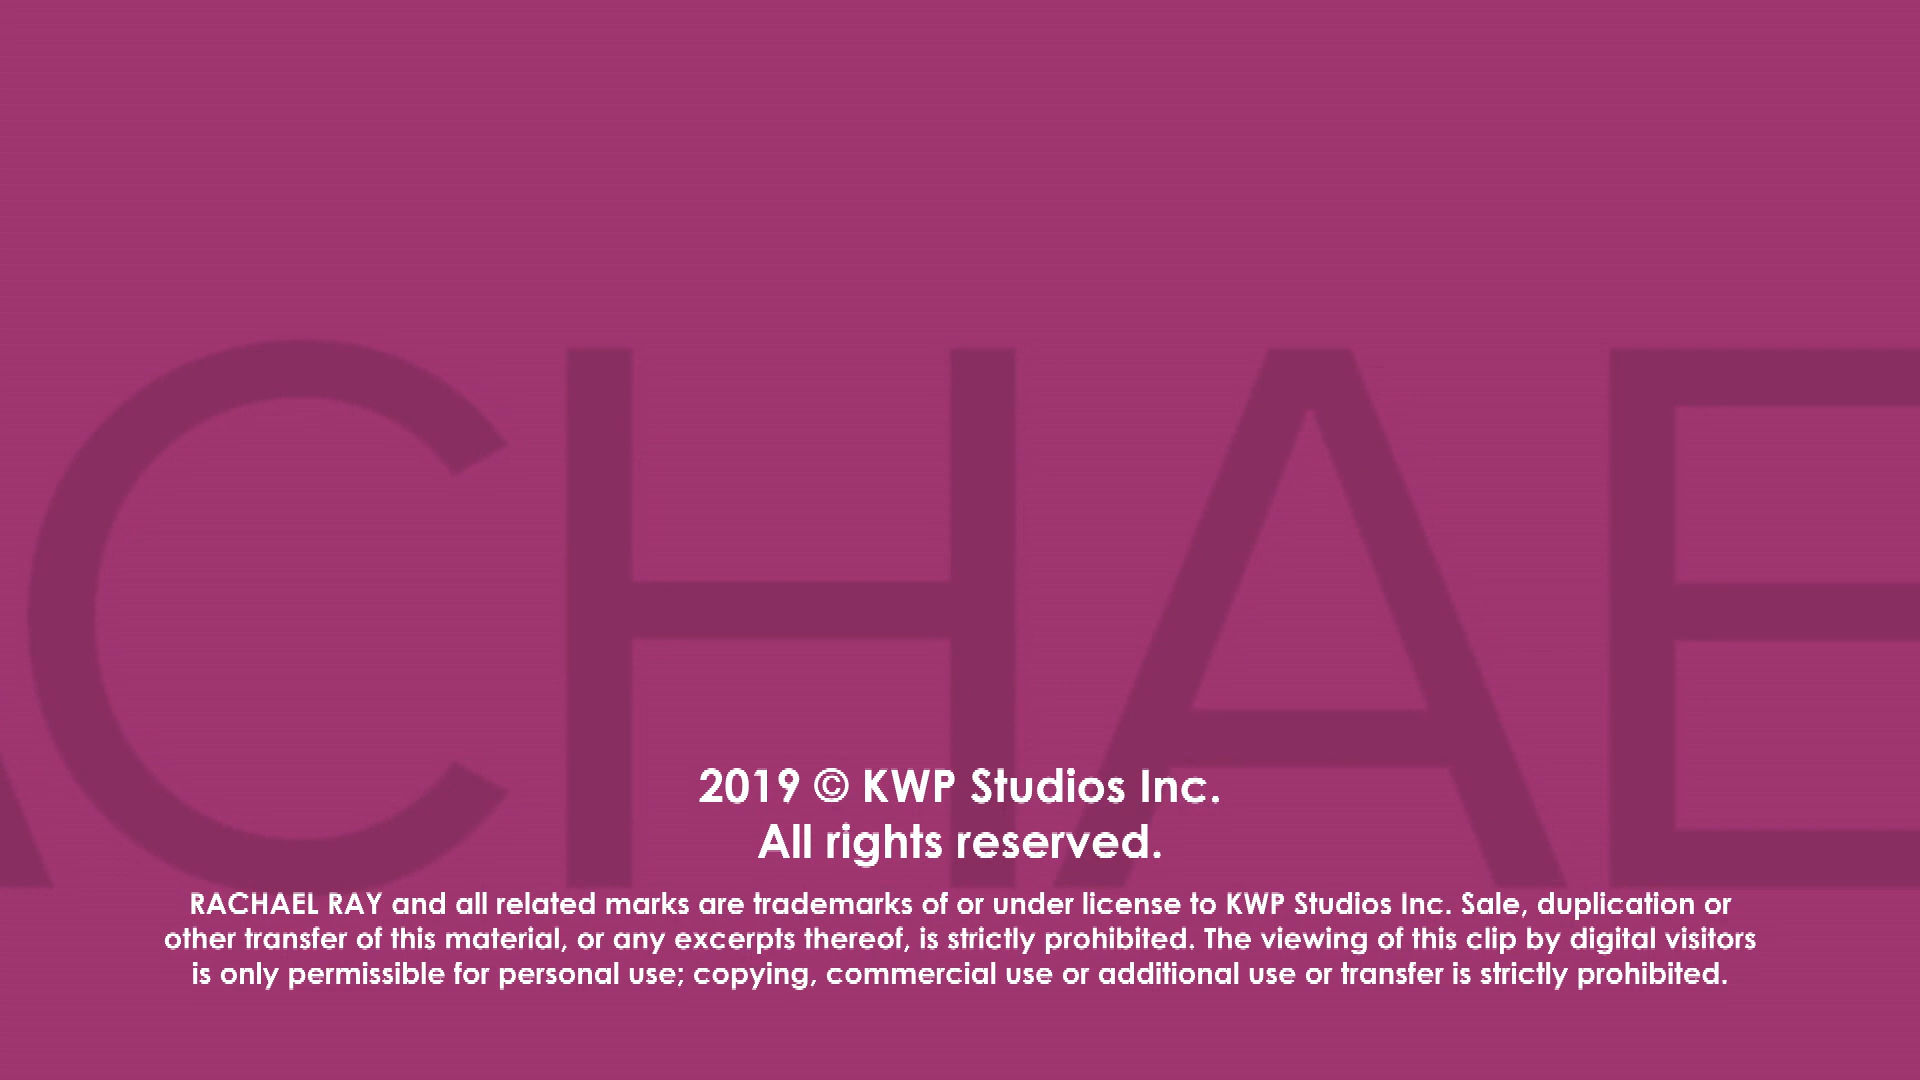 ACHAE
2019 © KWP Studios Inc.
All rights reserved.
RACHAEL RAY and all related marks are trademarks of or under license to KWP Studios Inc. Sale, duplication or
other transfer of this material, or any excerpts thereof, is strictly prohibited. The viewing of this clip by digital visitors
is only permissible for personal use; copying, commercial use or additional use or transfer is strictly prohibited.